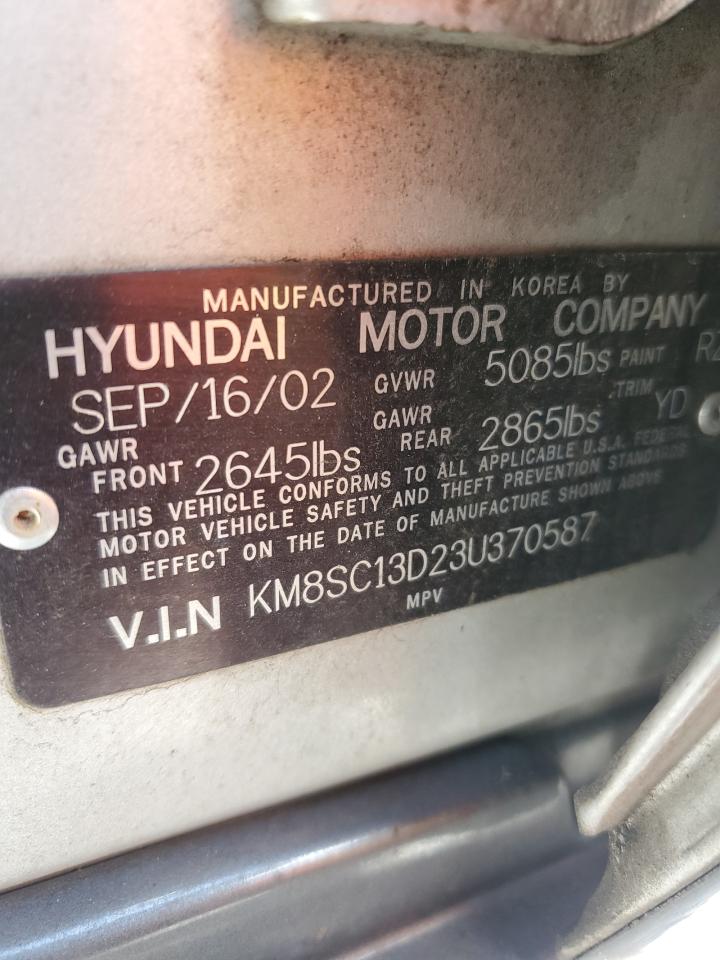 MANUFACTURED IN KOREA BY
HYUNDAI MOTOR COMPANY
SEP/16/02 GVWR 5085lbs PAINT
GAWR FRONT 2645lbs GAWR REAR 2865lbs TRIM YD
THIS VEHICLE CONFORMS TO ALL APPLICABLE U.S.A. FEDERAL
MOTOR VEHICLE SAFETY AND THEFT PREVENTION STANDARDS
IN EFFECT ON THE DATE OF MANUFACTURE SHOWN ABOVE
V.I.N KM8SC13D23U370587
MPV